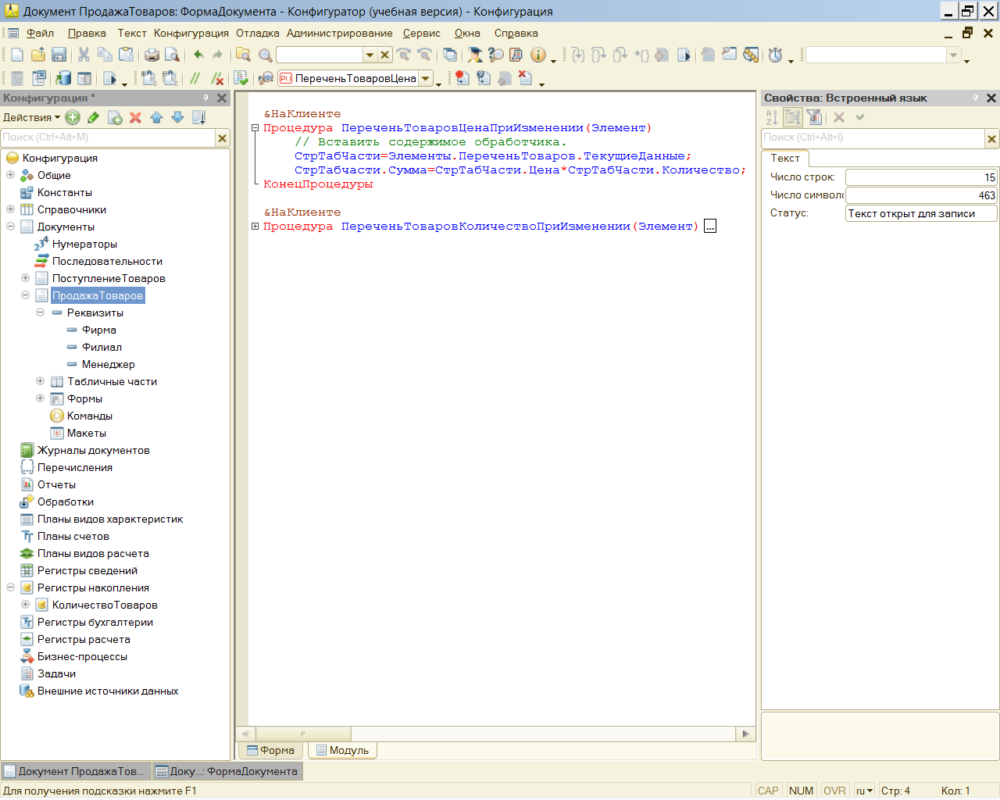 Документ ПродажаТоваров: ФормаДокумента - Конфигуратор (учебная версия) - Конфигурация
Файл Правка Текст Конфигурация Отладка Администрирование Сервис Окна Справка
ПереченьТоваровЦена
Конфигурация *
Действия
Поиск (Ctrl+Alt+M)
Конфигурация
Общие
Константы
Справочники
Документы
Нумераторы
Последовательности
ПоступлениеТоваров
ПродажаТоваров
Реквизиты
Фирма
Филиал
Менеджер
Табличные части
Формы
Команды
Макеты
Журналы документов
Перечисления
Отчеты
Обработки
Планы видов характеристик
Планы счетов
Планы видов расчета
Регистры сведений
Регистры накопления
КоличествоТоваров
Регистры бухгалтерии
Регистры расчета
Бизнес-процессы
Задачи
Внешние источники данных
&НаКлиенте
Процедура ПереченьТоваровЦенаПриИзменении(Элемент)
// Вставить содержимое обработчика.
СтрТабЧасти=Элементы.ПереченьТоваров.ТекущиеДанные;
СтрТабчасти.Сумма=СтрТабЧасти.Цена*СтрТабЧасти.Количество;
КонецПроцедуры
&НаКлиенте
Процедура ПереченьТоваровКоличествоПриИзменении(Элемент) ...
Форма Модуль
Свойства: Встроенный язык
Поиск (Ctrl+Alt+I)
Текст
Число строк: 15
Число символо 463
Статус: Текст открыт для записи
Документ ПродажаТов... Доку...: ФормаДокумента
Для получения подсказки нажмите F1 CAP NUM OVR ru Стр: 4 Кол: 1